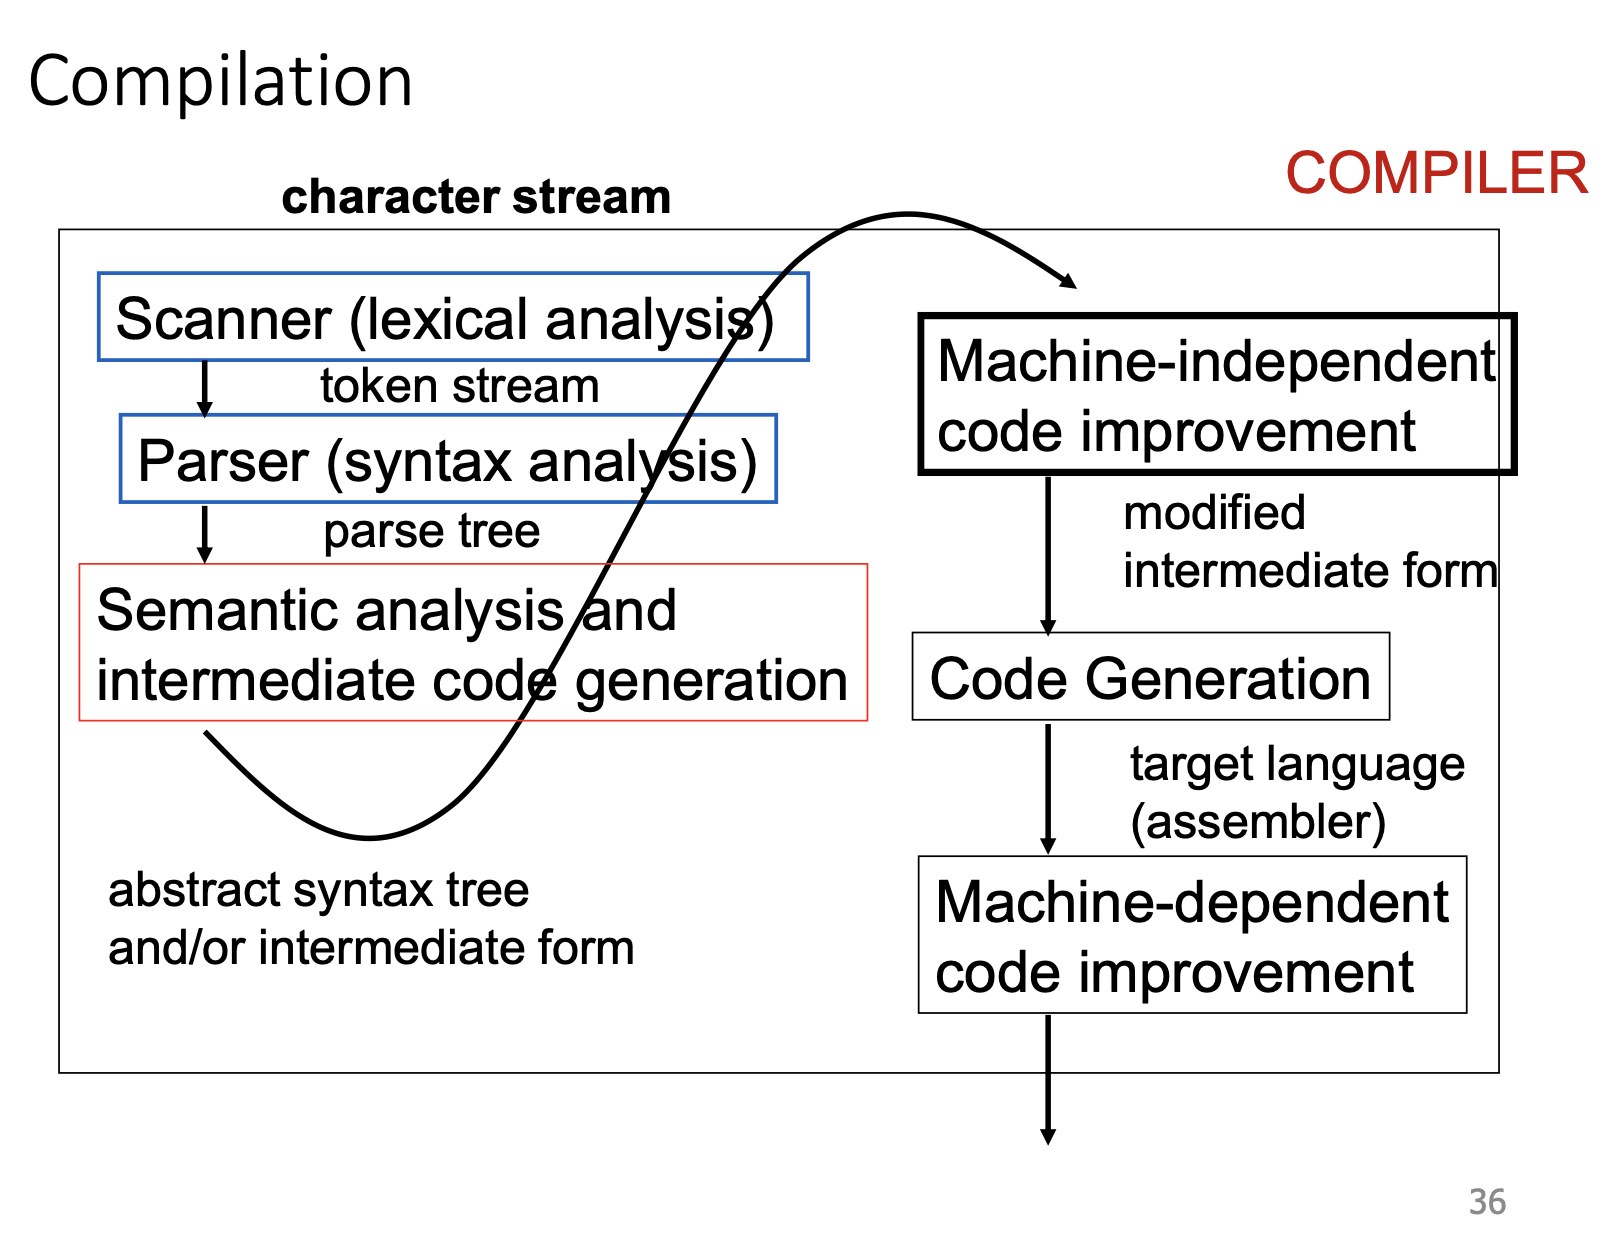 Compilation
COMPILER
character stream
Scanner (lexical analysis)
token stream
Parser (syntax analysis)
parse tree
Semantic analysis and
intermediate code generation
abstract syntax tree
and/or intermediate form
Machine-independent
code improvement
modified
intermediate form
Code Generation
target language
(assembler)
Machine-dependent
code improvement
36